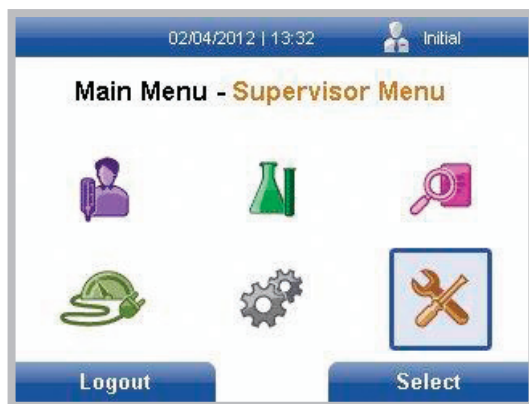 02/04/2012 | 13:32 Initial
Main Menu - Supervisor Menu
Logout Select